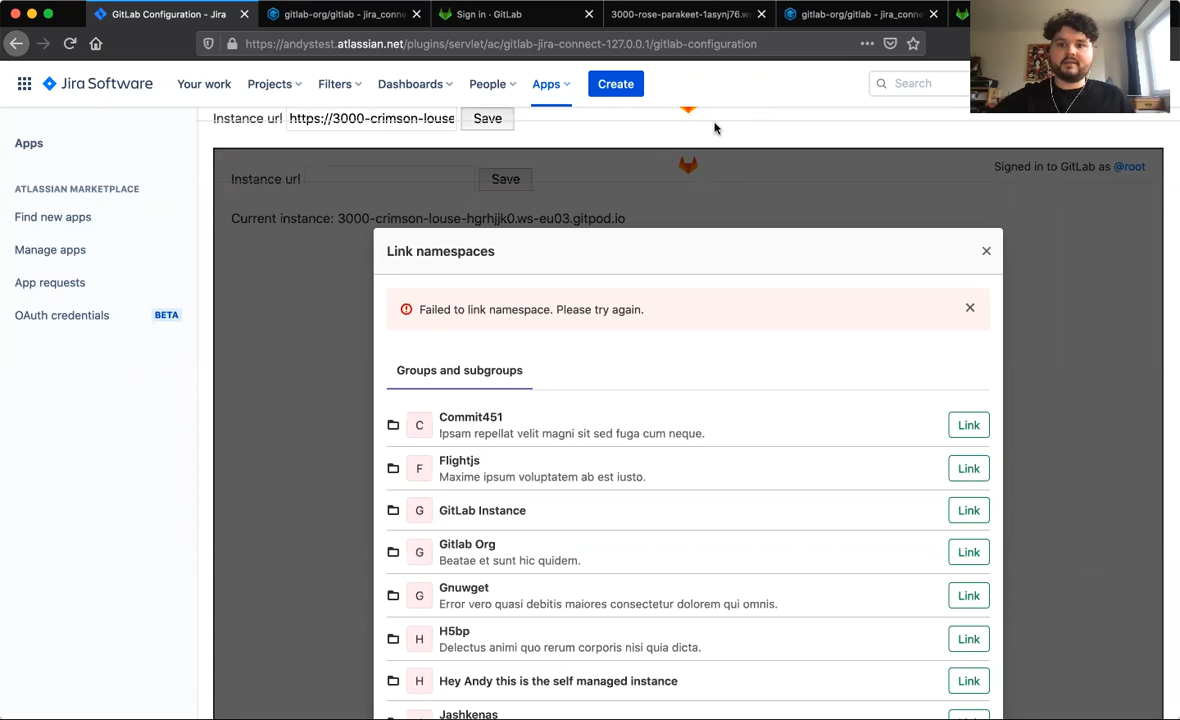 GitLab Configuration - Jira
gitlab-org/gitlab - jira_conne
Sign in · GitLab
3000-rose-parakeet-1asynj76.w
gitlab-org/gitlab - jira_conne
https://andystest.atlassian.net/plugins/servlet/ac/gitlab-jira-connect-127.0.0.1/gitlab-configuration
Jira Software
Your work
Projects
Filters
Dashboards
People
Apps
Create
Search
Apps
ATLASSIAN MARKETPLACE
Find new apps
Manage apps
App requests
OAuth credentials BETA
Instance url https://3000-crimson-louse Save
Instance url Save
Signed in to GitLab as @root
Current instance: 3000-crimson-louse-hgrhjjk0.ws-eu03.gitpod.io
Link namespaces
Failed to link namespace. Please try again.
Groups and subgroups
C Commit451 Link
Ipsam repellat velit magni sit sed fuga cum neque.
F Flightjs Link
Maxime ipsum voluptatem ab est iusto.
G GitLab Instance Link
G Gitlab Org Link
Beatae et sunt hic quidem.
G Gnuwget Link
Error vero quasi debitis maiores consectetur dolorem qui omnis.
H H5bp Link
Delectus animi quo rerum corporis nisi quia dicta.
H Hey Andy this is the self managed instance Link
Jashkenas